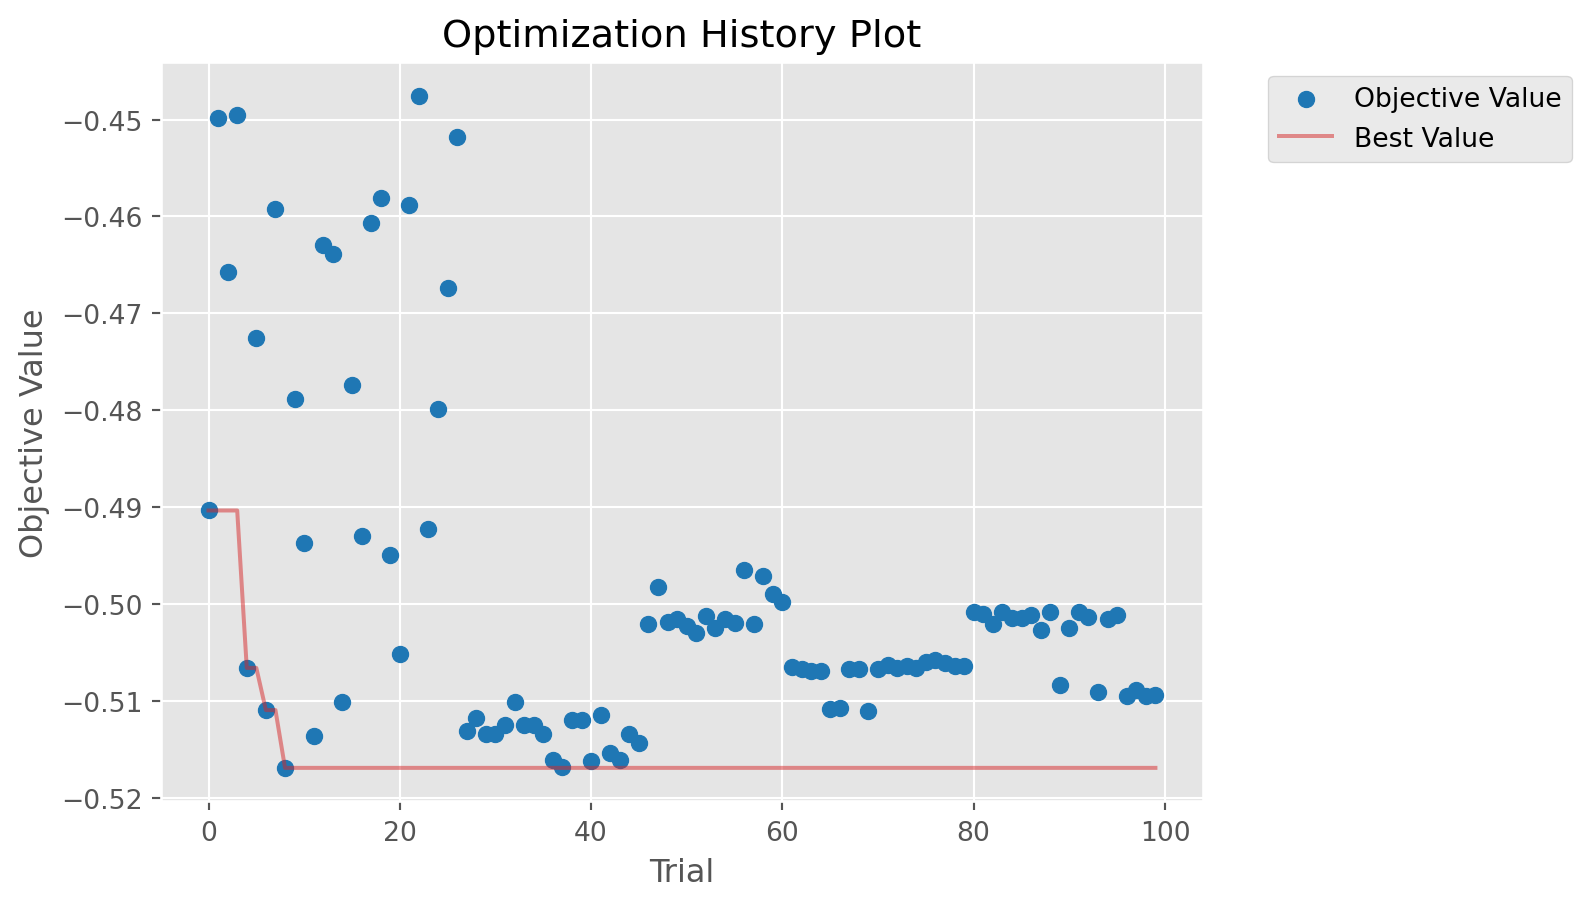 Optimization History Plot
Objective Value
Best Value
−0.45
−0.46
−0.47
−0.48
−0.49
−0.50
−0.51
−0.52
Objective Value
0
20
40
60
80
100
Trial